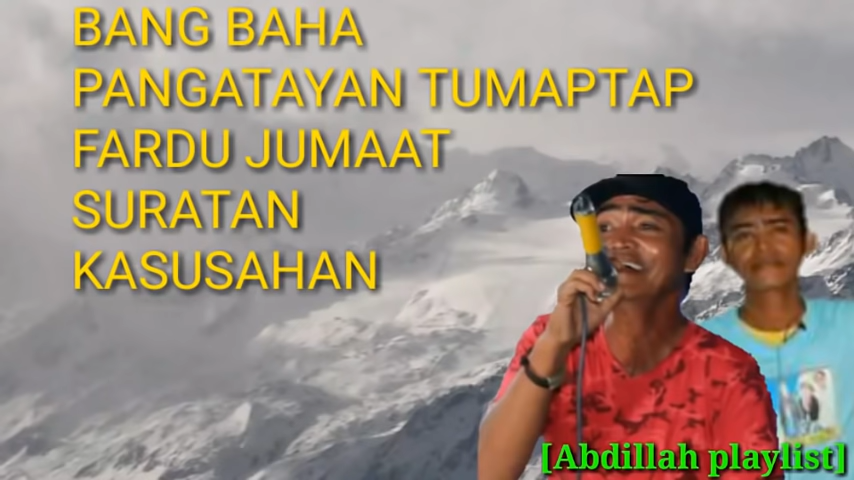 BANG BAHA
PANGATAYAN TUMAPTAP
FARDU JUMAAT
SURATAN
KASUSAHAN
[Abdillah playlist]